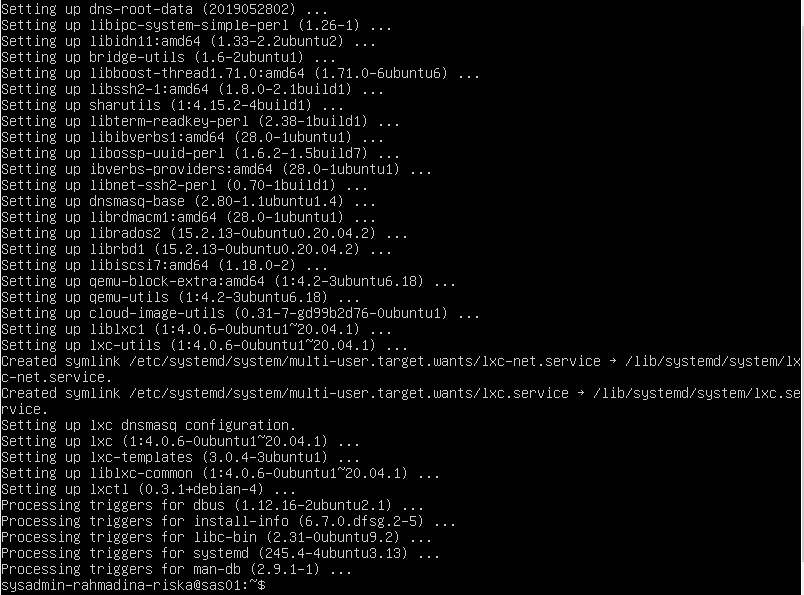 Setting up dns-root-data (2019052802) ...
Setting up libipc-system-simple-perl (1.26-1) ...
Setting up libidn11:amd64 (1.33-2.2ubuntu2) ...
Setting up bridge-utils (1.6-2ubuntu1) ...
Setting up libboost-thread1.71.0:amd64 (1.71.0-6ubuntu6) ...
Setting up libssh2-1:amd64 (1.8.0-2.1build1) ...
Setting up sharutils (1:4.15.2-4build1) ...
Setting up libterm-readkey-perl (2.38-1build1) ...
Setting up libibverbs1:amd64 (28.0-1ubuntu1) ...
Setting up libossp-uuid-perl (1.6.2-1.5build7) ...
Setting up ibverbs-providers:amd64 (28.0-1ubuntu1) ...
Setting up libnet-ssh2-perl (0.70-1build1) ...
Setting up dnsmasq-base (2.80-1.1ubuntu1.4) ...
Setting up librdmacm1:amd64 (28.0-1ubuntu1) ...
Setting up librados2 (15.2.13-0ubuntu0.20.04.2) ...
Setting up librbd1 (15.2.13-0ubuntu0.20.04.2) ...
Setting up libiscsi7:amd64 (1.18.0-2) ...
Setting up qemu-block-extra:amd64 (1:4.2-3ubuntu6.18) ...
Setting up qemu-utils (1:4.2-3ubuntu6.18) ...
Setting up cloud-image-utils (0.31-7-gd99b2d76-0ubuntu1) ...
Setting up liblxc1 (1:4.0.6-0ubuntu1~20.04.1) ...
Setting up lxc-utils (1:4.0.6-0ubuntu1~20.04.1) ...
Created symlink /etc/systemd/system/multi-user.target.wants/lxc-net.service → /lib/systemd/system/lx
c-net.service.
Created symlink /etc/systemd/system/multi-user.target.wants/lxc.service → /lib/systemd/system/lxc.se
rvice.
Setting up lxc dnsmasq configuration.
Setting up lxc (1:4.0.6-0ubuntu1~20.04.1) ...
Setting up lxc-templates (3.0.4-3ubuntu1) ...
Setting up liblxc-common (1:4.0.6-0ubuntu1~20.04.1) ...
Setting up lxctl (0.3.1+debian-4) ...
Processing triggers for dbus (1.12.16-2ubuntu2.1) ...
Processing triggers for install-info (6.7.0.dfsg.2-5) ...
Processing triggers for libc-bin (2.31-0ubuntu9.2) ...
Processing triggers for systemd (245.4-4ubuntu3.13) ...
Processing triggers for man-db (2.9.1-1) ...
sysadmin-rahmadina-riska@sas01:~$